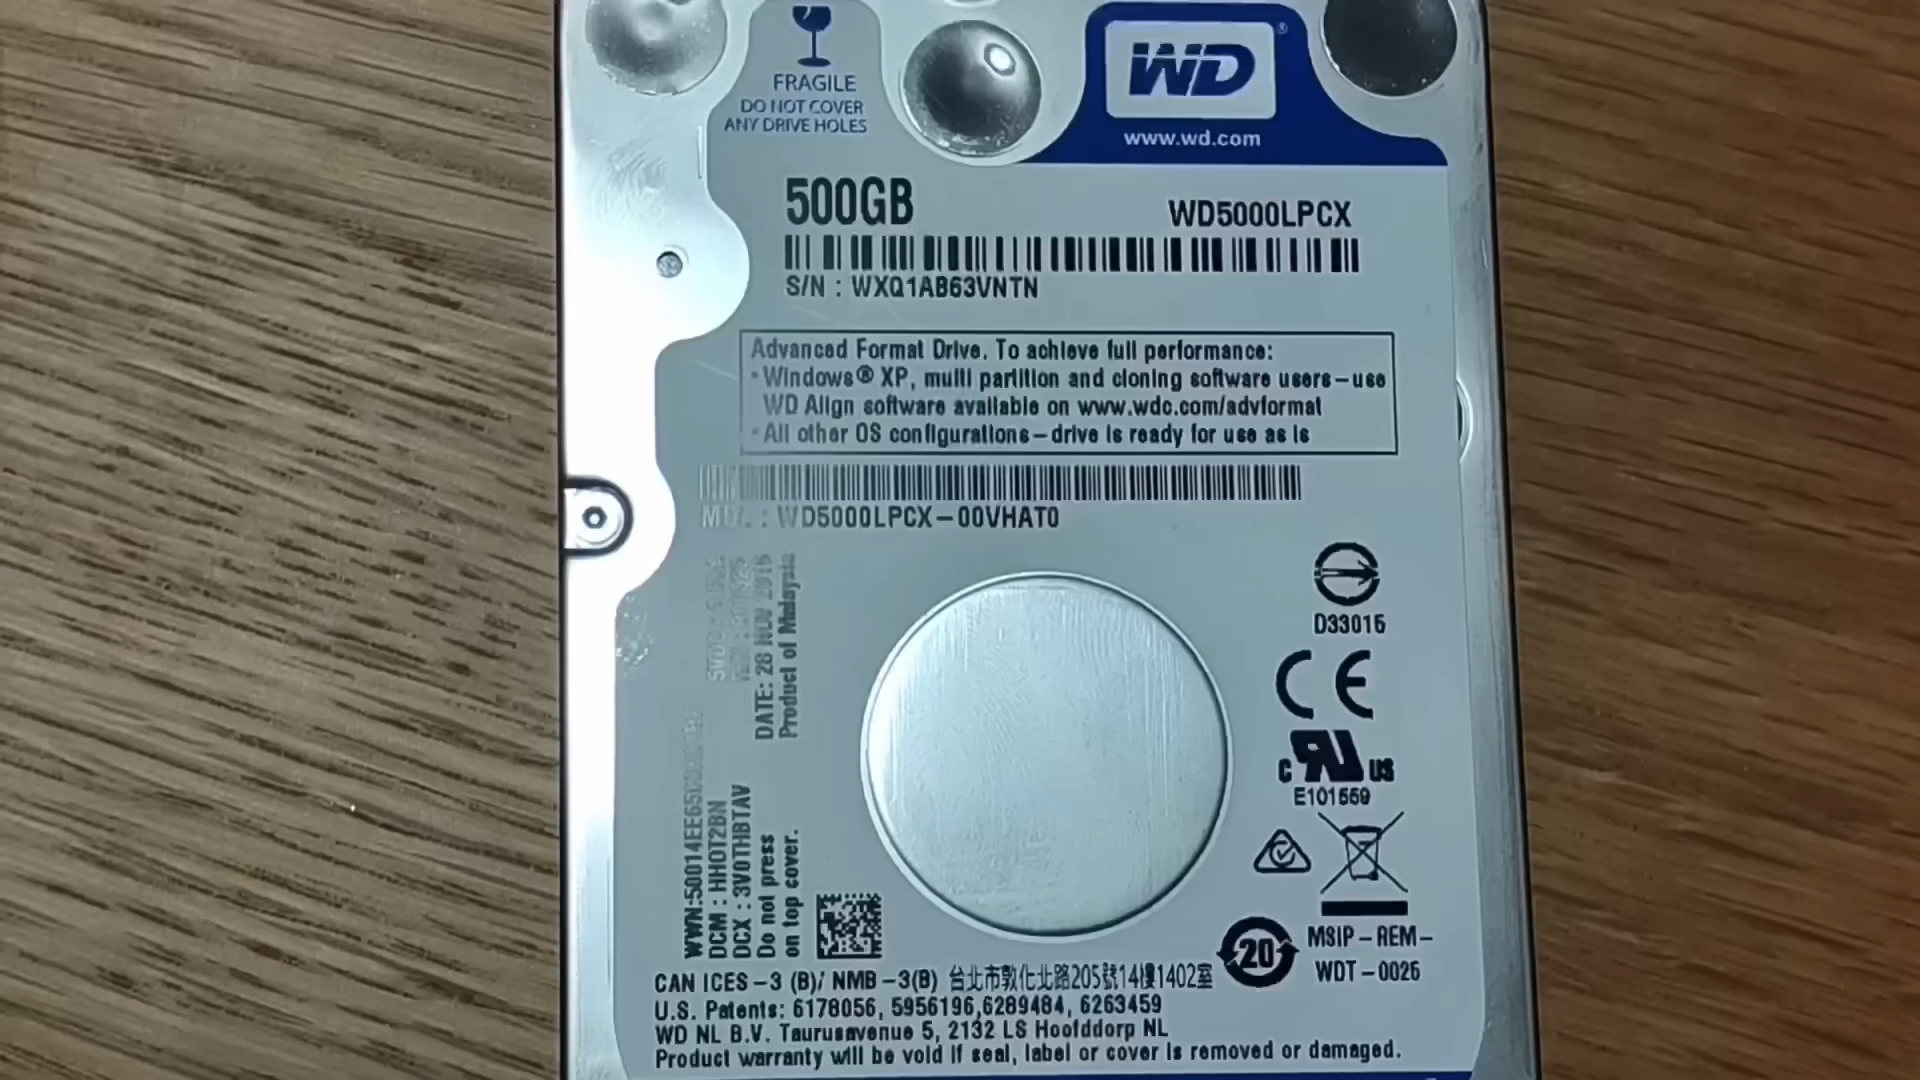 FRAGILE
DO NOT COVER
ANY DRIVE HOLES
WD®
www.wd.com
500GB
WD5000LPCX
S/N : WXQ1AB63VNTN
Advanced Format Drive. To achieve full performance:
• Windows® XP, multi partition and cloning software users – use
WD Align software available on www.wdc.com/advformat
• All other OS configurations – drive is ready for use as is
WD5000LPCX – 00VHAT0
DATE: 28 NOV 2016
Product of Malaysia
DCM : HHOT2BN
DCX : 3V0THBTAV
Do not press
on top cover.
D33015
CE
C US
E101559
20
MSIP – REM –
WDT – 0026
CAN ICES – 3 (B)/ NMB – 3(B) 台北市敦化北路205號14樓1402室
U.S. Patents: 6178056, 5956196,6289484, 6263459
WD NL B.V. Taurusavenue 5, 2132 LS Hoofddorp NL
Product warranty will be void if seal, label or cover is removed or damaged.